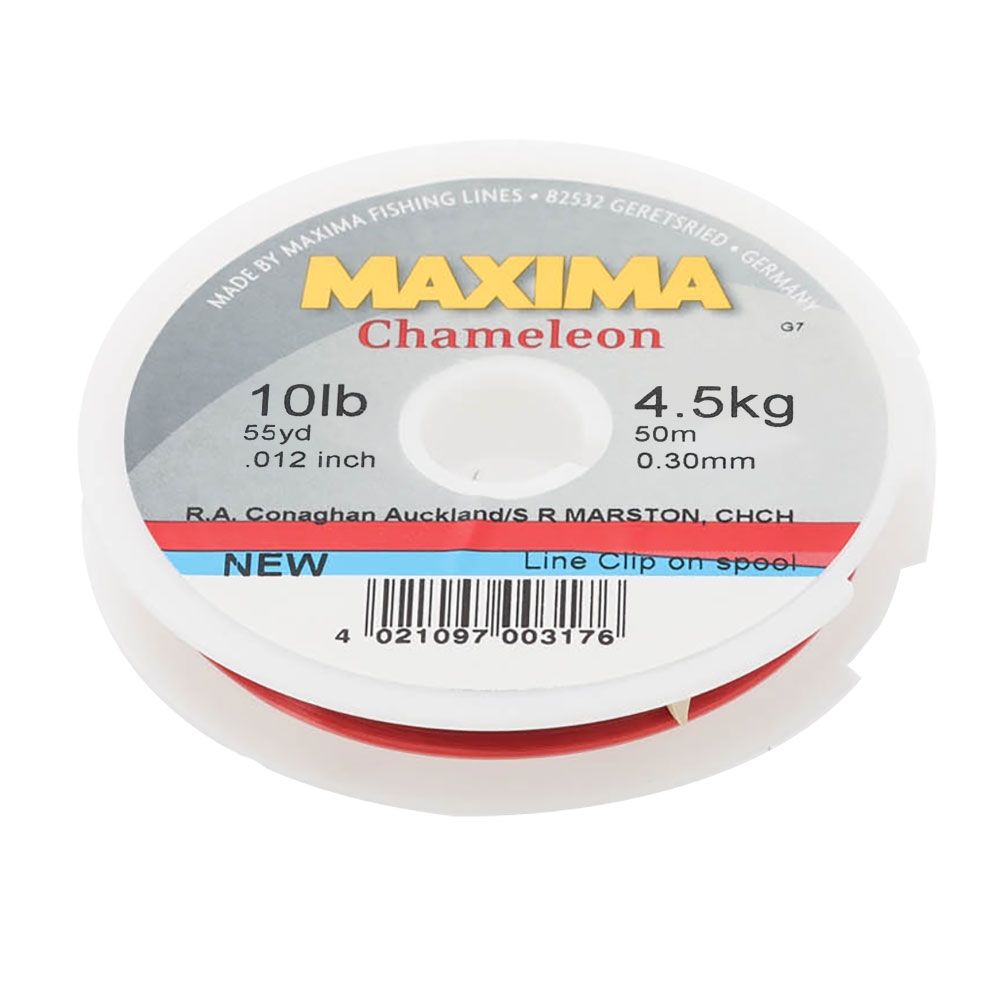 MADE BY MAXIMA FISHING LINES • 82532 GERETSRIED • GERMANY
MAXIMA
Chameleon
G7
10lb
55yd
.012 inch
4.5kg
50m
0.30mm
R.A. Conaghan Auckland/S R MARSTON, CHCH
NEW
Line Clip on spool
4 021097 003176